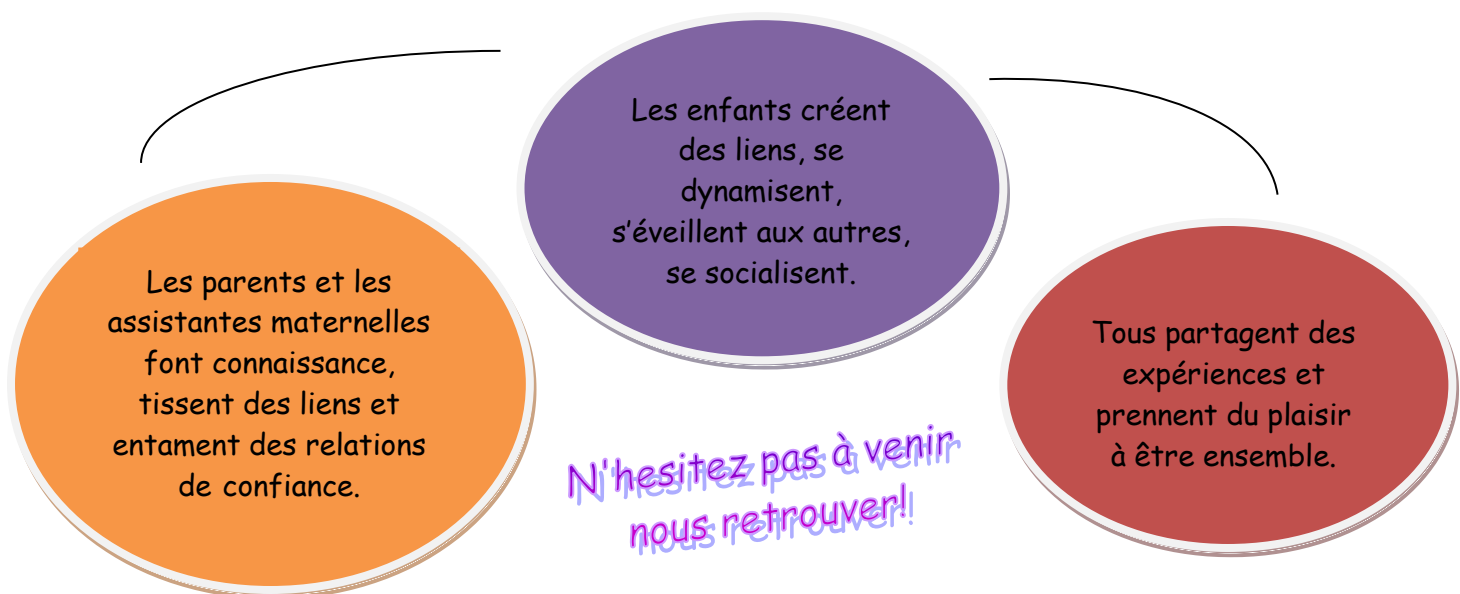 Les enfants créent
des liens, se
dynamisent,
s'éveillent aux autres,
se socialisent.
Les parents et les
assistantes maternelles
font connaissance,
tissent des liens et
entament des relations
de confiance.
Tous partagent des
expériences et
prennent du plaisir
à être ensemble.
N'hesitez pas à venir
nous retrouver!